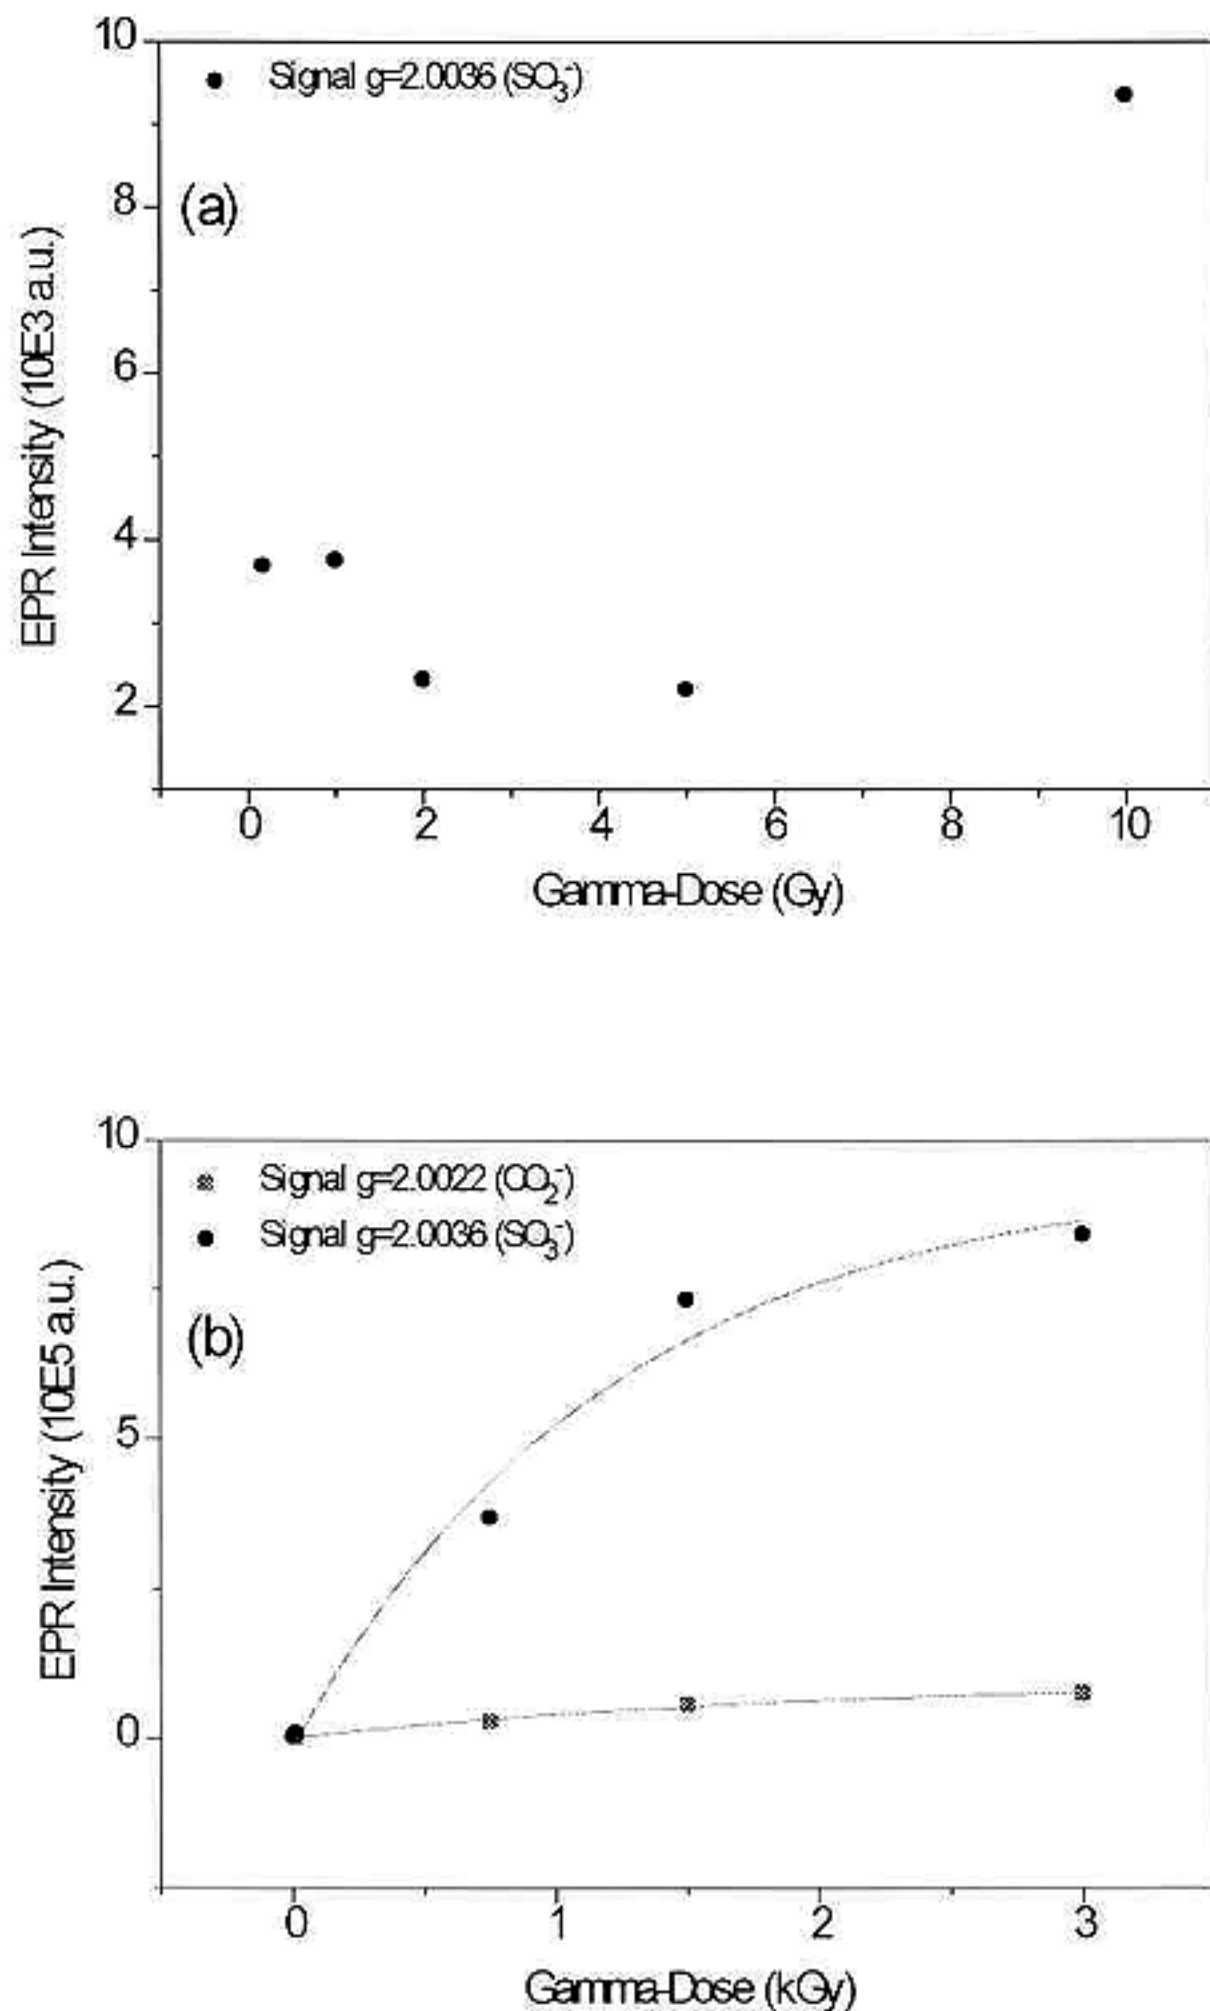 10
Signal g=2.0036 (SO₃⁻)
8
(a)
6
4
2
EPR Intensity (10E3 a.u.)
0 2 4 6 8 10
Gamma-Dose (Gy)
10
Signal g=2.0022 (CO₂⁻)
Signal g=2.0036 (SO₃⁻)
(b)
5
0
EPR Intensity (10E5 a.u.)
0 1 2 3
Gamma-Dose (kGy)